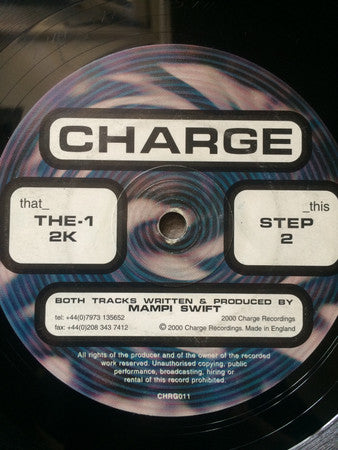 CHARGE
that_
THE-1
2K
_this
STEP
2
BOTH TRACKS WRITTEN & PRODUCED BY
MAMPI SWIFT
tel: +44(0)7973 135652
fax: +44(0)208 343 7412
2000 Charge Recordings
© 2000 Charge Recordings. Made in England
All rights of the producer and of the owner of the recorded
work reserved. Unauthorised copying, public
performance, broadcasting, hiring or
rental of this record prohibited.
CHRG011